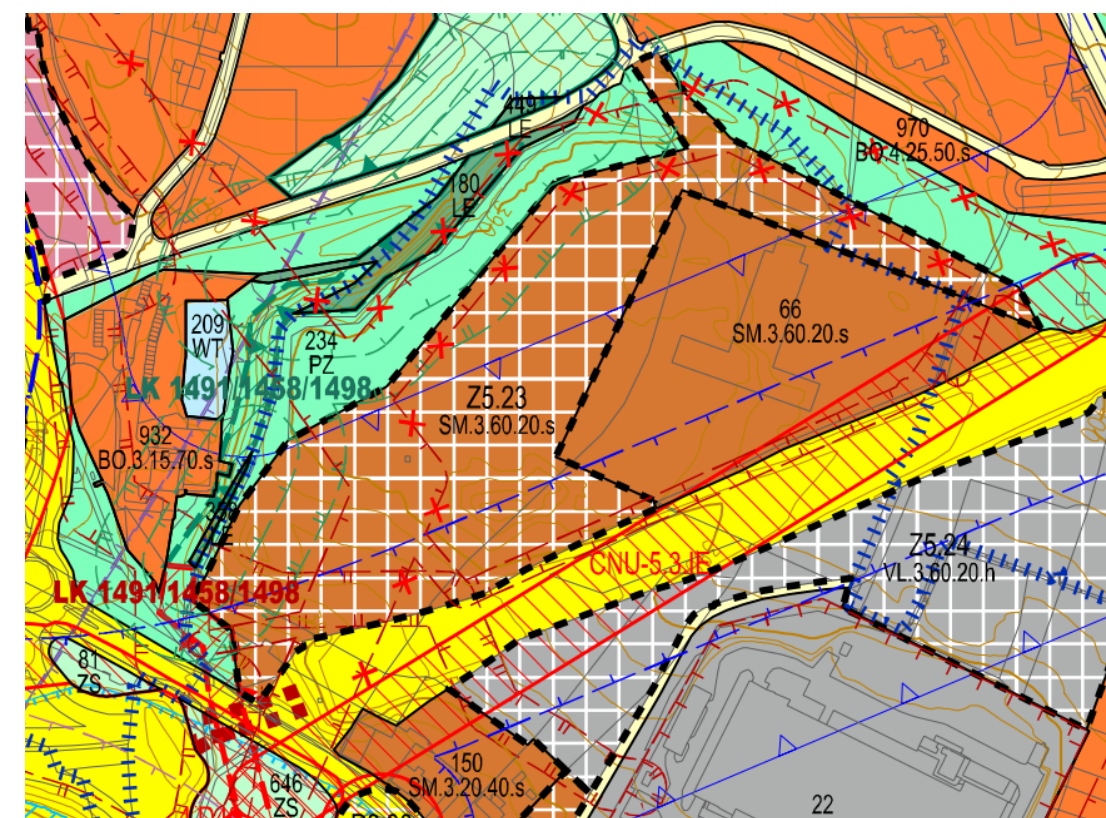 449
LE
970
BO.4.25.50.s
180
LE
209
WT
234
PZ
66
SM.3.60.20.s
LK 1491/1458/1498
Z5.23
SM.3.60.20.s
932
BO.3.15.70.s
CNU-5.3.IE
Z5.24
VL.3.60.20.h
LK 1491/1458/1498
81
ZS
150
SM.3.20.40.s
646
ZS
22